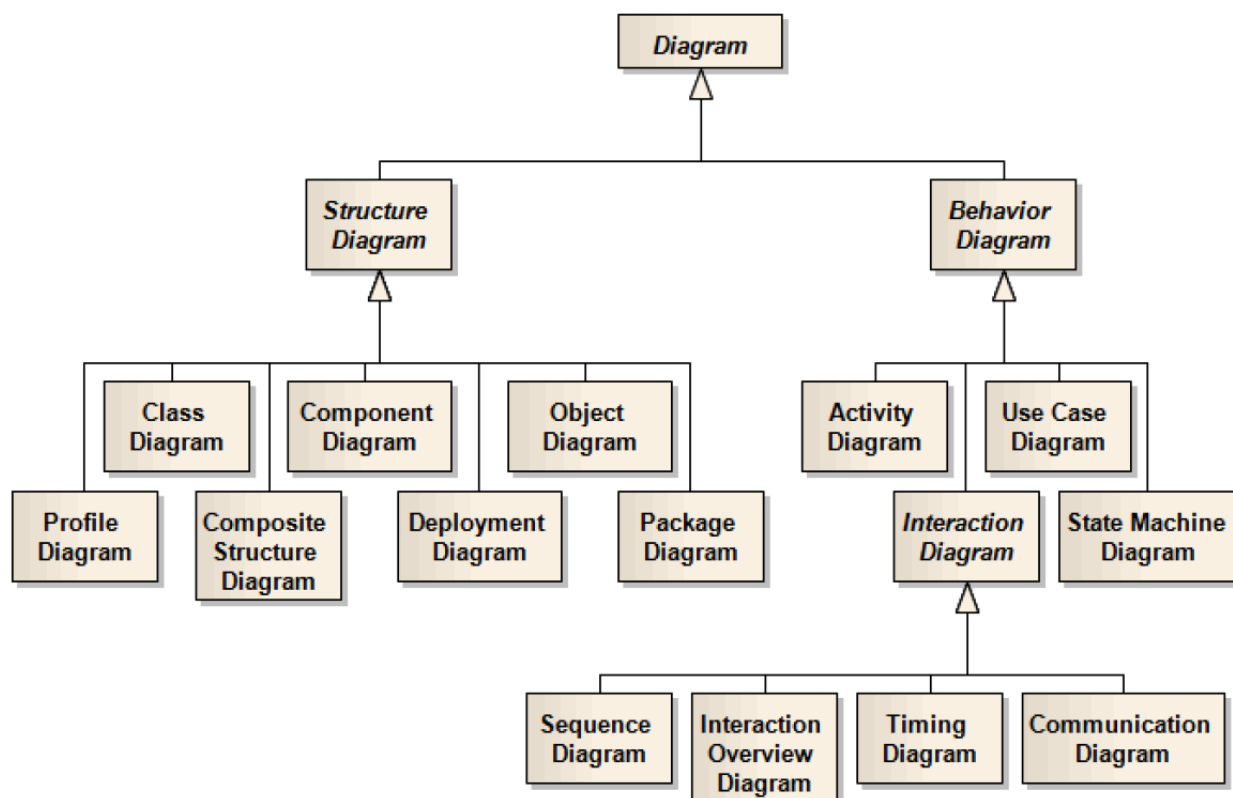 Diagram
Structure
Diagram
Behavior
Diagram
Class
Diagram
Component
Diagram
Object
Diagram
Activity
Diagram
Use Case
Diagram
Profile
Diagram
Composite
Structure
Diagram
Deployment
Diagram
Package
Diagram
Interaction
Diagram
State Machine
Diagram
Sequence
Diagram
Interaction
Overview
Diagram
Timing
Diagram
Communication
Diagram